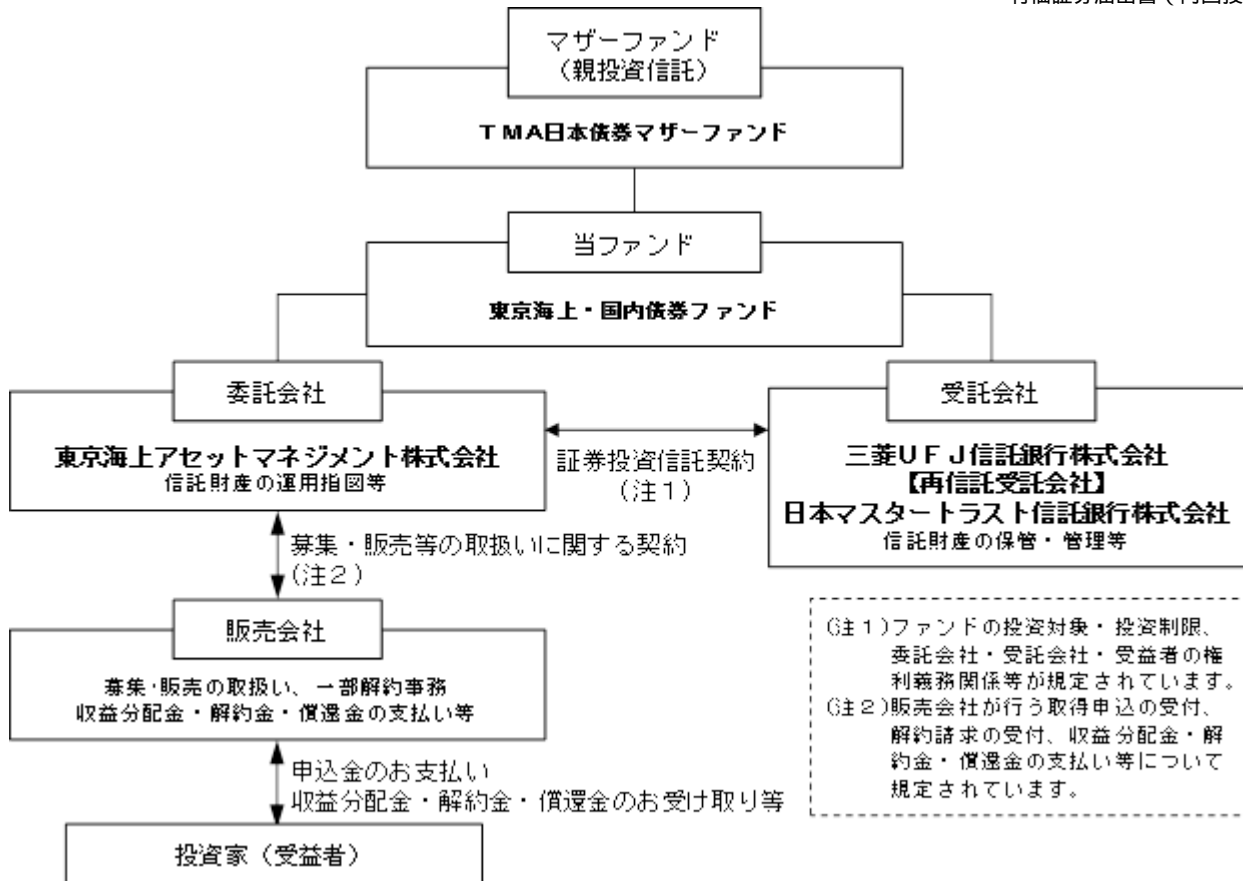 マザーファンド
（親投資信託）
ＴＭＡ日本債券マザーファンド
当ファンド
東京海上・国内債券ファンド
委託会社
東京海上アセットマネジメント株式会社
信託財産の運用指図等
証券投資信託契約
（注１）
受託会社
三菱ＵＦＪ信託銀行株式会社
【再信託受託会社】
日本マスタートラスト信託銀行株式会社
信託財産の保管・管理等
募集・販売等の取扱いに関する契約
（注２）
販売会社
募集・販売の取扱い、一部解約事務
収益分配金・解約金・償還金の支払い等
（注１）ファンドの投資対象・投資制限、
委託会社・受託会社・受益者の権
利義務関係等が規定されています。
（注２）販売会社が行う取得申込の受付、
解約請求の受付、収益分配金・解
約金・償還金の支払い等について
規定されています。
申込金のお支払い
収益分配金・解約金・償還金のお受け取り等
投資家（受益者）